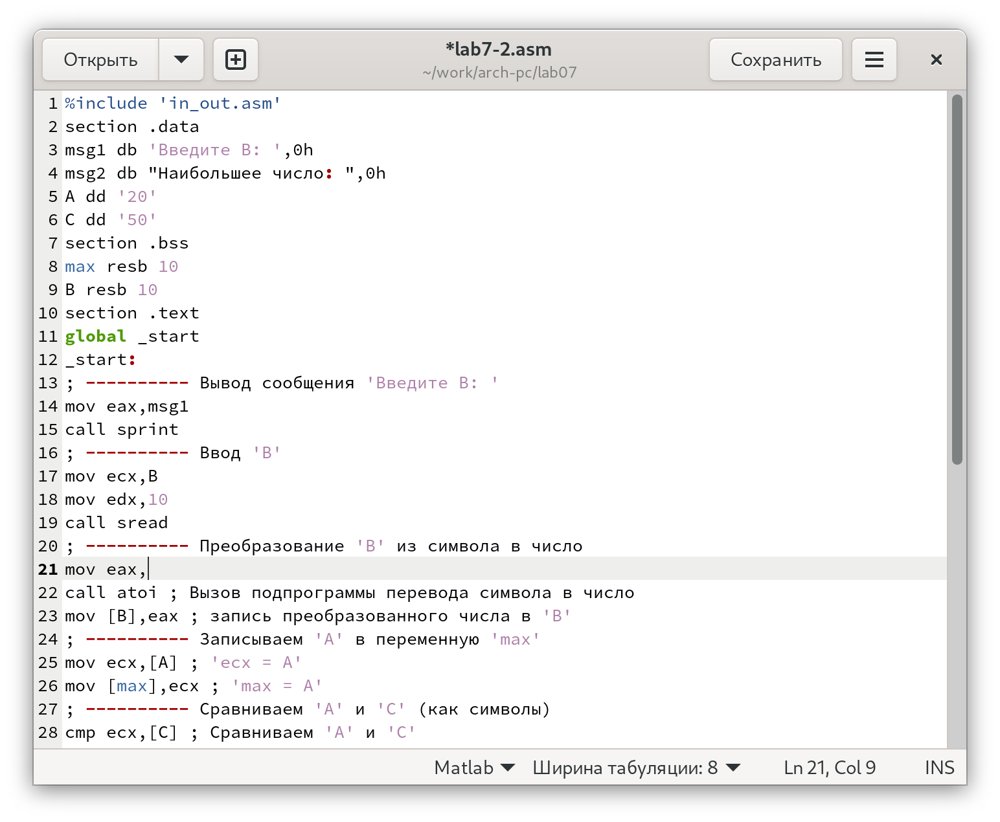 Открыть
*lab7-2.asm
~/work/arch-pc/lab07
Сохранить
1 %include 'in_out.asm'
2 section .data
3 msg1 db 'Введите B: ',0h
4 msg2 db "Наибольшее число: ",0h
5 A dd '20'
6 C dd '50'
7 section .bss
8 max resb 10
9 B resb 10
10 section .text
11 global _start
12 _start:
13 ; ---------- Вывод сообщения 'Введите B: '
14 mov eax,msg1
15 call sprint
16 ; ---------- Ввод 'B'
17 mov ecx,B
18 mov edx,10
19 call sread
20 ; ---------- Преобразование 'B' из символа в число
21 mov eax,
22 call atoi ; Вызов подпрограммы перевода символа в число
23 mov [B],eax ; запись преобразованного числа в 'B'
24 ; ---------- Записываем 'A' в переменную 'max'
25 mov ecx,[A] ; 'ecx = A'
26 mov [max],ecx ; 'max = A'
27 ; ---------- Сравниваем 'A' и 'С' (как символы)
28 cmp ecx,[C] ; Сравниваем 'A' и 'С'
Matlab Ширина табуляции: 8 Ln 21, Col 9 INS